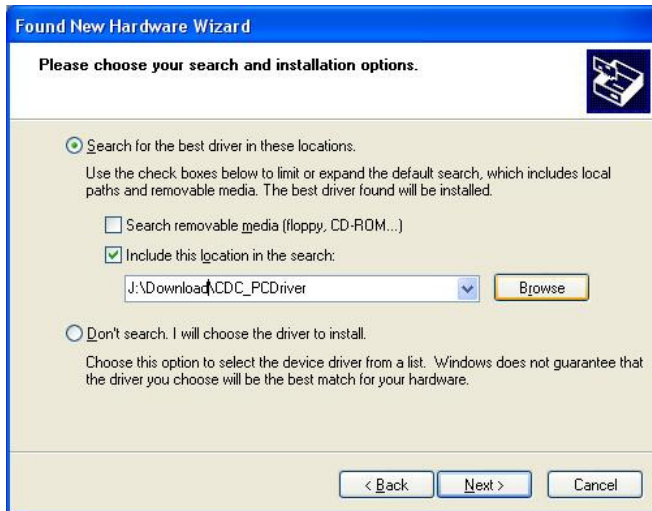 Found New Hardware Wizard
Please choose your search and installation options.
Search for the best driver in these locations.
Use the check boxes below to limit or expand the default search, which includes local
paths and removable media. The best driver found will be installed.
Search removable media (floppy, CD-ROM...)
Include this location in the search:
J:\Download\CDC_PCDriver
Browse
Don't search. I will choose the driver to install.
Choose this option to select the device driver from a list. Windows does not guarantee that
the driver you choose will be the best match for your hardware.
< Back
Next >
Cancel